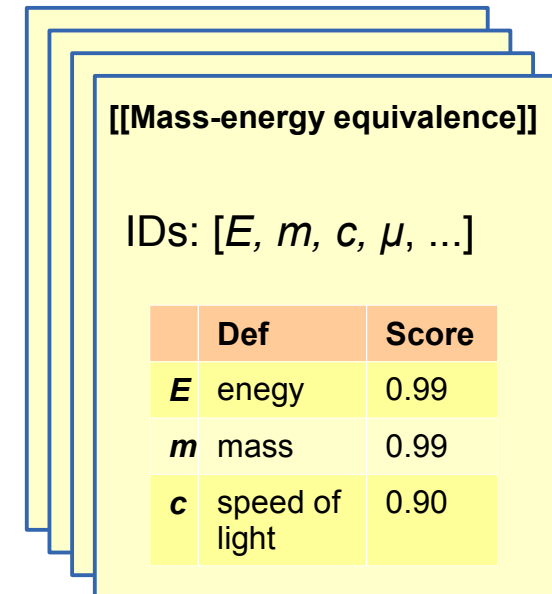 [[Mass-energy equivalence]]
IDs: [E, m, c, μ, ...]
Def Score
E enegy 0.99
m mass 0.99
c speed of 0.90
light